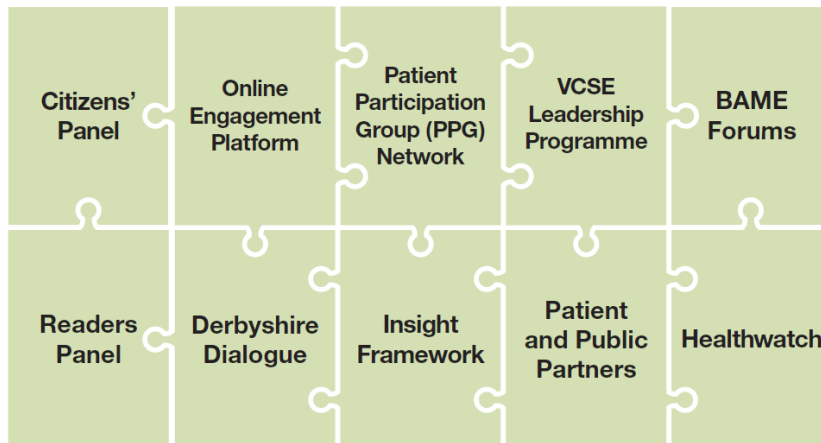 Citizens’
Panel
Online
Engagement
Platform
Patient
Participation
Group (PPG)
Network
VCSE
Leadership
Programme
BAME
Forums
Readers
Panel
Derbyshire
Dialogue
Insight
Framework
Patient
and Public
Partners
Healthwatch